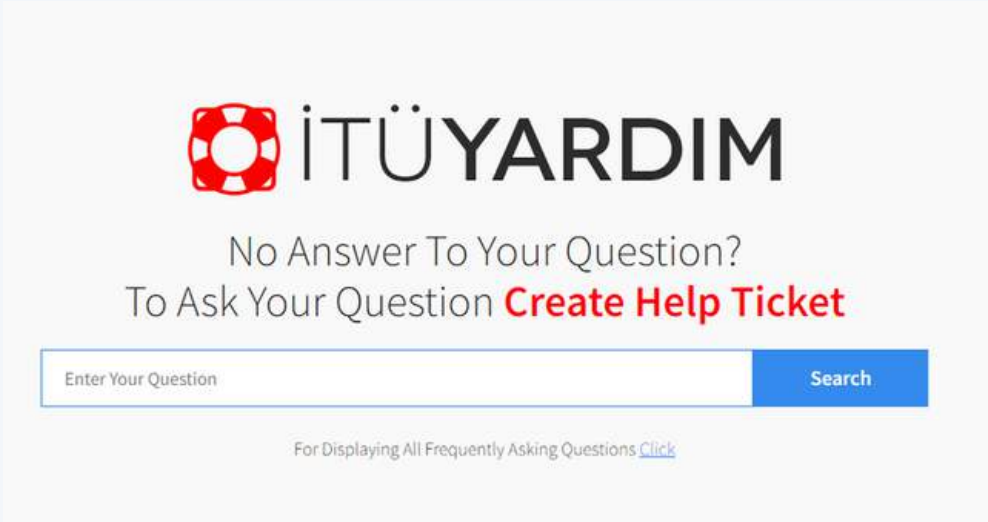 İTÜYARDIM
No Answer To Your Question?
To Ask Your Question Create Help Ticket
Enter Your Question
Search
For Displaying All Frequently Asking Questions Click